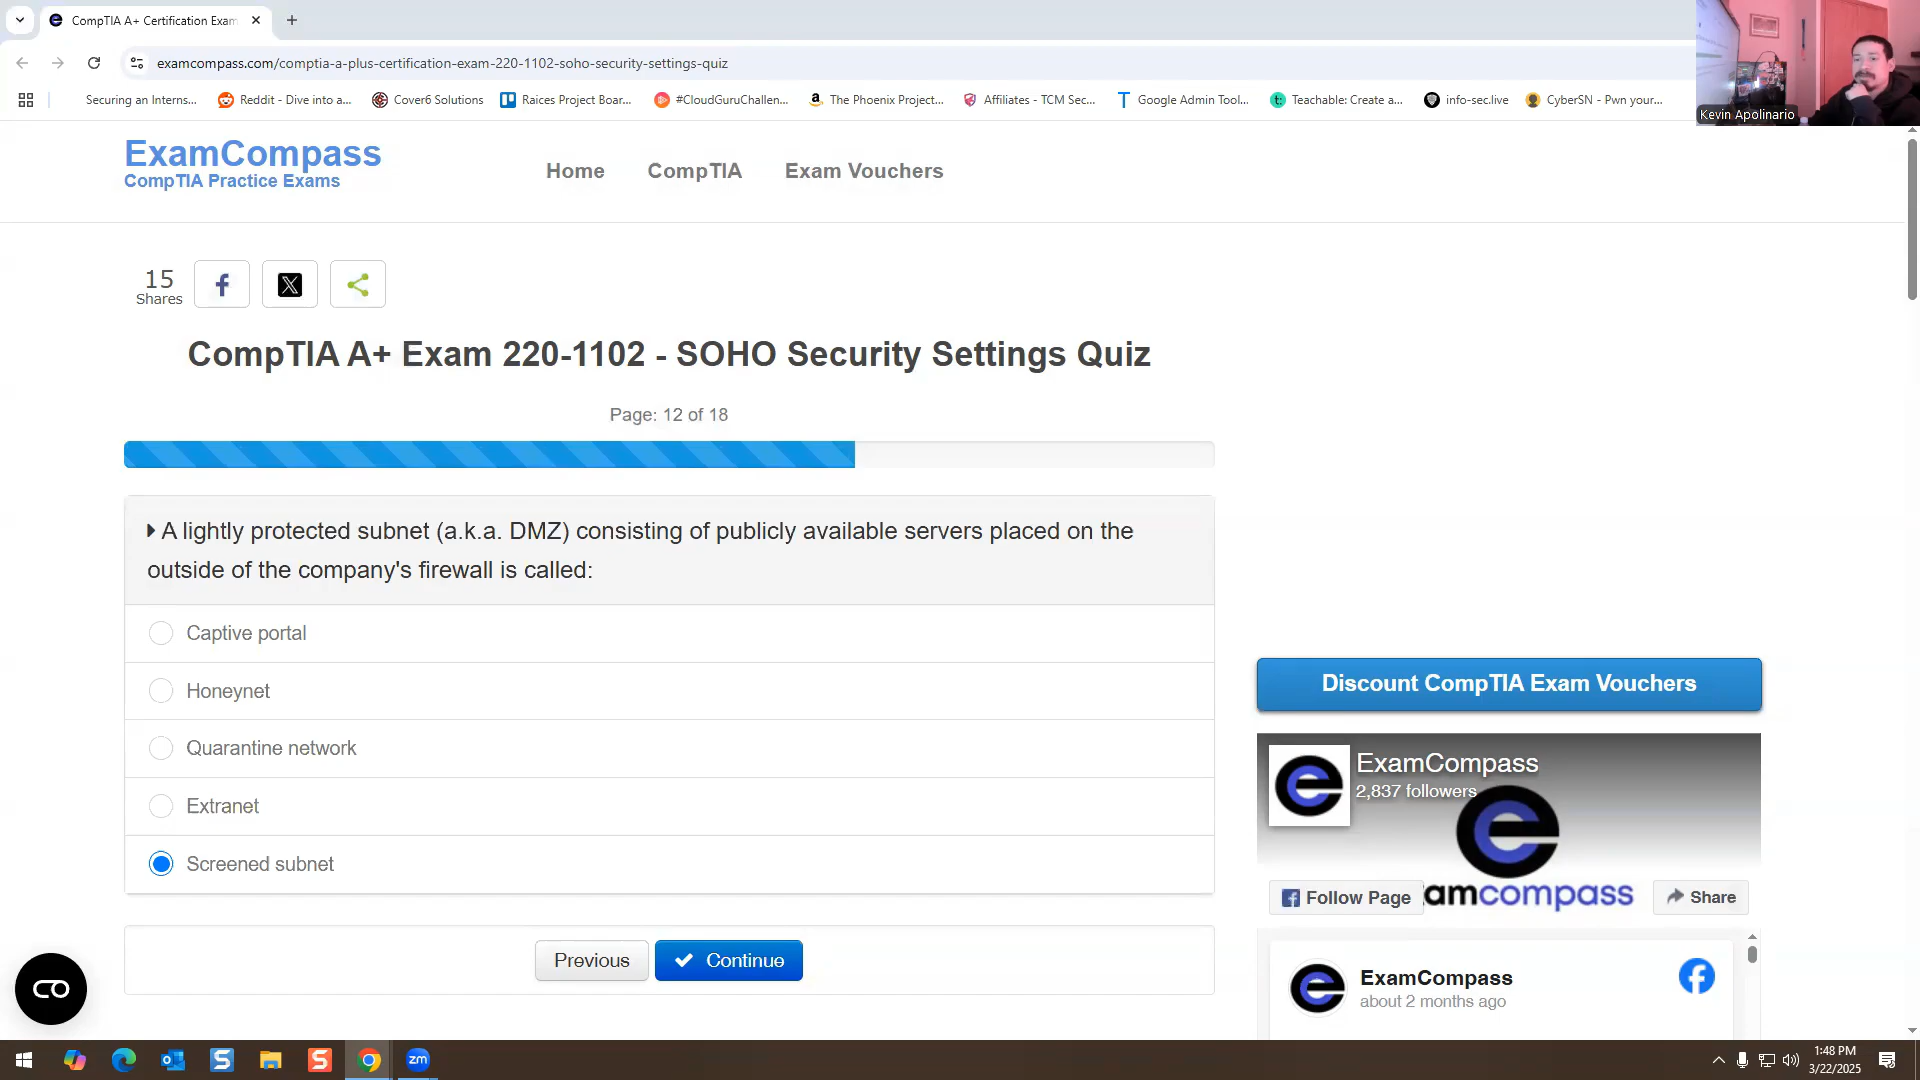 CompTIA A+ Certification Exam
examcompass.com/comptia-a-plus-certification-exam-220-1102-soho-security-settings-quiz
Securing an Interns...
Reddit - Dive into a...
Cover6 Solutions
Raices Project Boar...
#CloudGuruChallen...
The Phoenix Project...
Affiliates - TCM Sec...
Google Admin Tool...
Teachable: Create a...
info-sec.live
CyberSN - Pwn your...
Kevin Apolinario
ExamCompass
CompTIA Practice Exams
Home
CompTIA
Exam Vouchers
15
Shares
CompTIA A+ Exam 220-1102 - SOHO Security Settings Quiz
Page: 12 of 18
A lightly protected subnet (a.k.a. DMZ) consisting of publicly available servers placed on the
outside of the company's firewall is called:
Captive portal
Honeynet
Quarantine network
Extranet
Screened subnet
Previous
Continue
Discount CompTIA Exam Vouchers
ExamCompass
2,837 followers
Follow Page
amcompass
Share
ExamCompass
about 2 months ago
zm
1:48 PM
3/22/2025